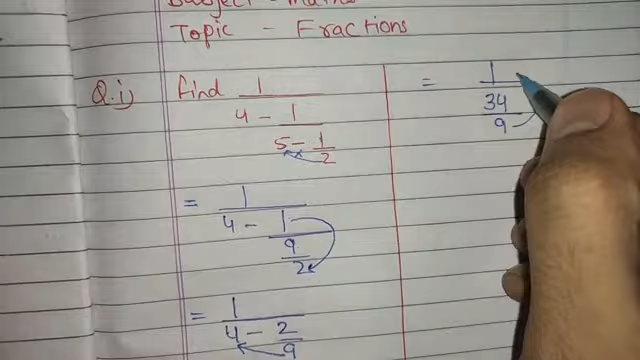 Topic - Fractions
Q.i) Find 1
4 - 1
5 - 1
2
= 1
4 - 1
9
2
= 1
4 - 2
9
= 1
34
9